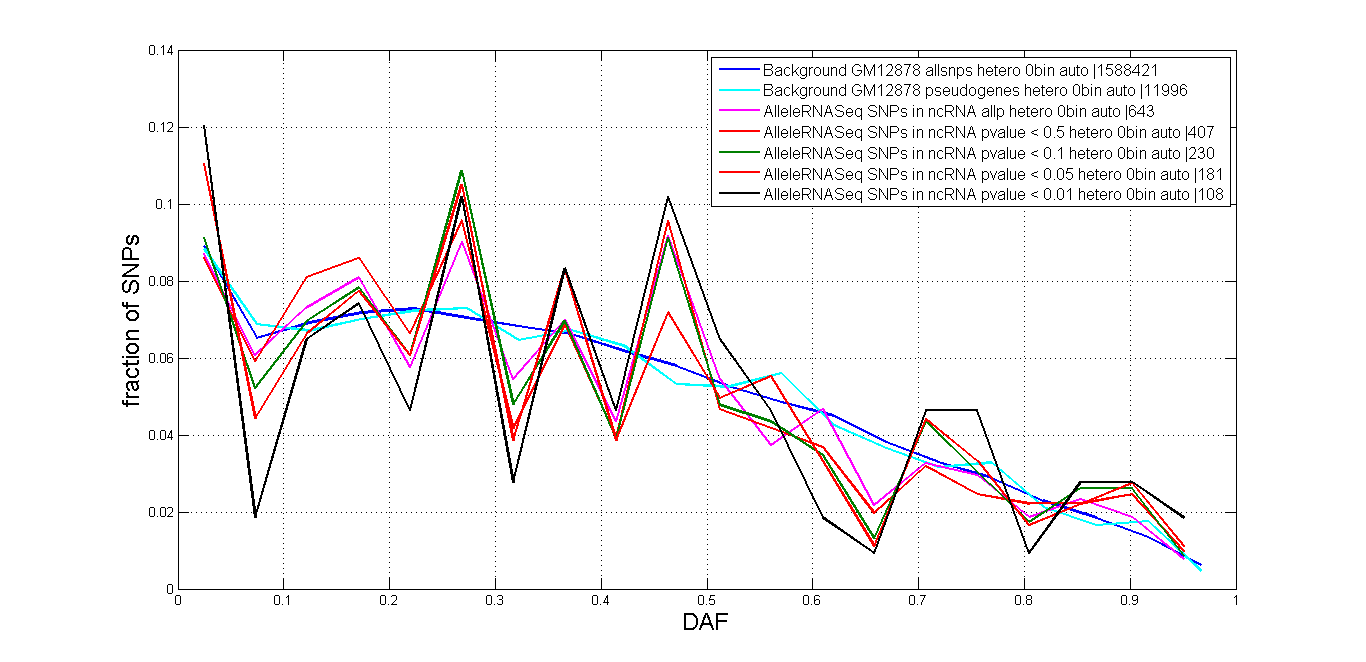 0.14
0.12
0.1
0.08
0.06
0.04
0.02
0
fraction of SNPs
Background GM12878 allsnps hetero 0bin auto |1588421
Background GM12878 pseudogenes hetero 0bin auto |11996
AlleleRNASeq SNPs in ncRNA allp hetero 0bin auto |643
AlleleRNASeq SNPs in ncRNA pvalue < 0.5 hetero 0bin auto |407
AlleleRNASeq SNPs in ncRNA pvalue < 0.1 hetero 0bin auto |230
AlleleRNASeq SNPs in ncRNA pvalue < 0.05 hetero 0bin auto |181
AlleleRNASeq SNPs in ncRNA pvalue < 0.01 hetero 0bin auto |108
0 0.1 0.2 0.3 0.4 0.5 0.6 0.7 0.8 0.9 1
DAF